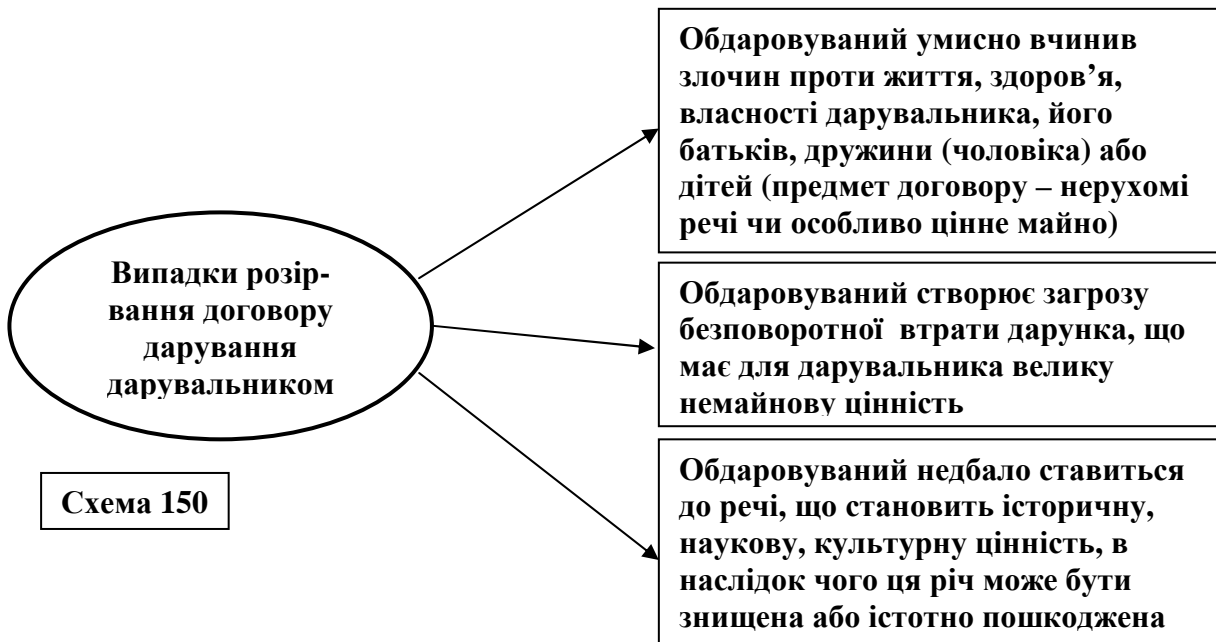 Випадки розір-
вання договору
дарування
дарувальником
Обдаровуваний умисно вчинив
злочин проти життя, здоров’я,
власності дарувальника, його
батьків, дружини (чоловіка) або
дітей (предмет договору – нерухомі
речі чи особливо цінне майно)
Обдаровуваний створює загрозу
безповоротної втрати дарунка, що
має для дарувальника велику
немайнову цінність
Обдаровуваний недбало ставиться
до речі, що становить історичну,
наукову, культурну цінність, в
наслідок чого ця річ може бути
знищена або істотно пошкоджена
Схема 150